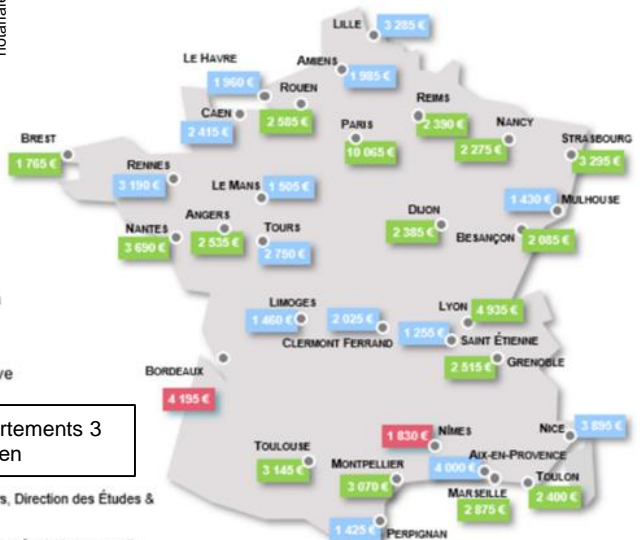 notariale
LILLE 3 285 €
LE HAVRE
1 960 €
AMIENS
1 985 €
ROUEN
2 585 €
CAEN
2 415 €
REIMS
2 390 €
PARIS
10 065 €
NANCY
2 275 €
STRASBOURG
3 295 €
BREST
1 765 €
RENNES
3 190 €
LE MANS 1 505 €
1 430 € MULHOUSE
DIJON
2 385 €
BESANÇON 2 085 €
ANGERS
2 535 €
NANTES
3 690 €
TOURS
2 750 €
LIMOGES
1 460 €
2 025 €
CLERMONT FERRAND
LYON 4 935 €
1 255 €
SAINT ÉTIENNE
GRENOBLE
2 515 €
BORDEAUX
4 195 €
1 830 € NÎMES
NICE 3 895 €
AIX-EN-PROVENCE
4 000 €
TOULOUSE
3 145 €
MONTPELLIER
3 070 €
MARSEILLE
2 875 €
TOULON
2 400 €
1 425 €
PERPIGNAN
rtements 3
en
s, Direction des Études &